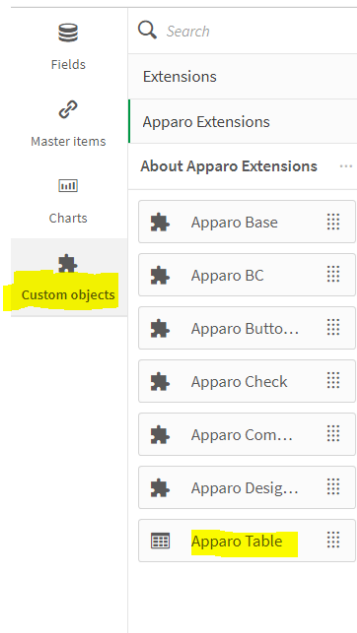 Fields
Master items
Charts
Custom objects
Search
Extensions
Apparo Extensions
About Apparo Extensions ...
Apparo Base
Apparo BC
Apparo Butto...
Apparo Check
Apparo Com...
Apparo Desig...
Apparo Table